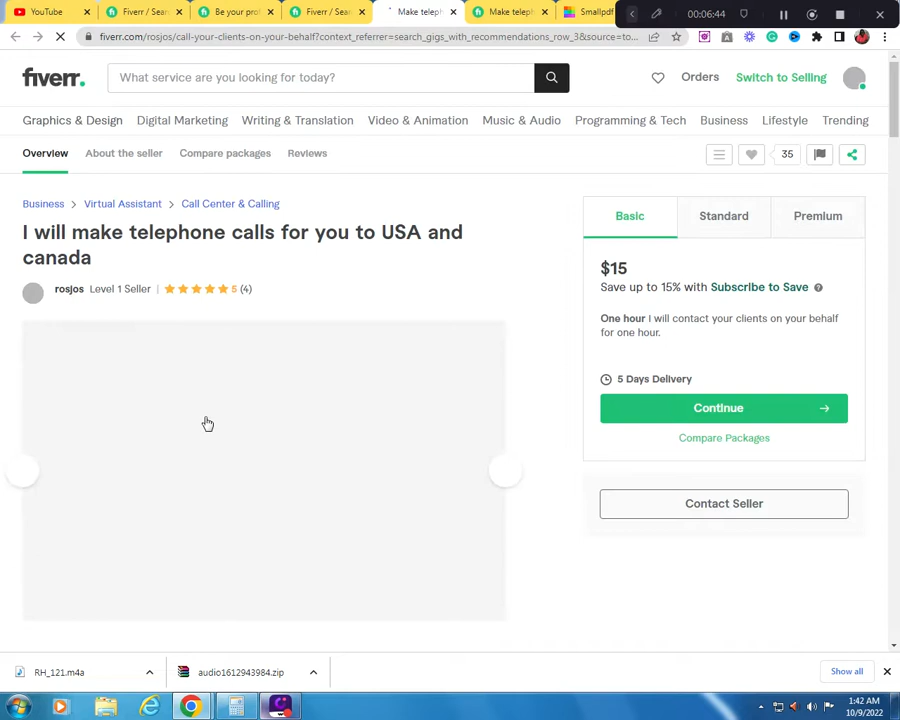 YouTube
Fiverr / Sear
Be your prof
Fiverr / Sear
Make teleph
Make teleph
Smallpdf
00:06:44
fiverr.com/rosjos/call-your-clients-on-your-behalf?context_referrer=search_gigs_with_recommendations_row_3&source=to...
fiverr.
What service are you looking for today?
Orders
Switch to Selling
Graphics & Design
Digital Marketing
Writing & Translation
Video & Animation
Music & Audio
Programming & Tech
Business
Lifestyle
Trending
Overview
About the seller
Compare packages
Reviews
35
Business > Virtual Assistant > Call Center & Calling
I will make telephone calls for you to USA and
canada
rosjos Level 1 Seller | 5 (4)
Basic
Standard
Premium
$15
Save up to 15% with Subscribe to Save
One hour I will contact your clients on your behalf
for one hour.
5 Days Delivery
Continue
Compare Packages
Contact Seller
RH_121.m4a
audio1612943984.zip
Show all
1:42 AM
10/9/2022